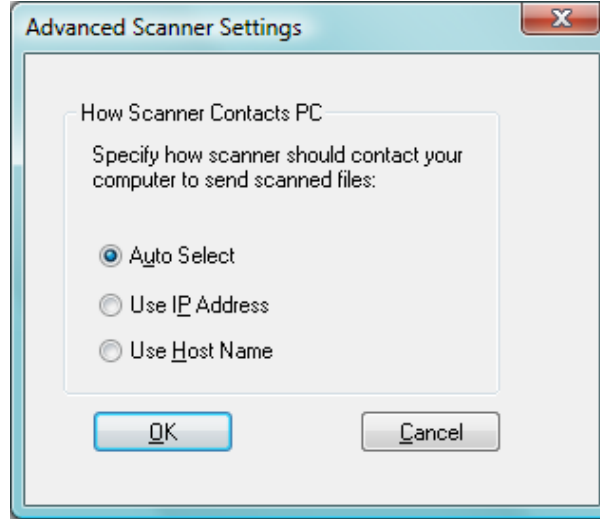 Advanced Scanner Settings
How Scanner Contacts PC
Specify how scanner should contact your
computer to send scanned files:
Auto Select
Use IP Address
Use Host Name
OK
Cancel